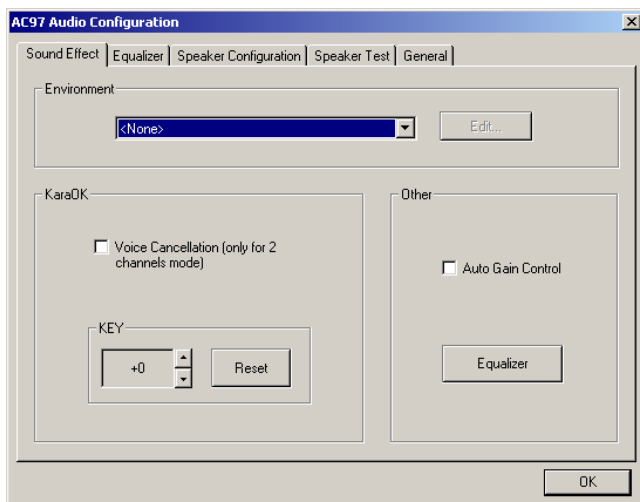 AC97 Audio Configuration
Sound Effect Equalizer Speaker Configuration Speaker Test General
Environment
<None>
Edit...
KaraOK
Voice Cancellation (only for 2
channels mode)
KEY
+0
Reset
Other
Auto Gain Control
Equalizer
OK